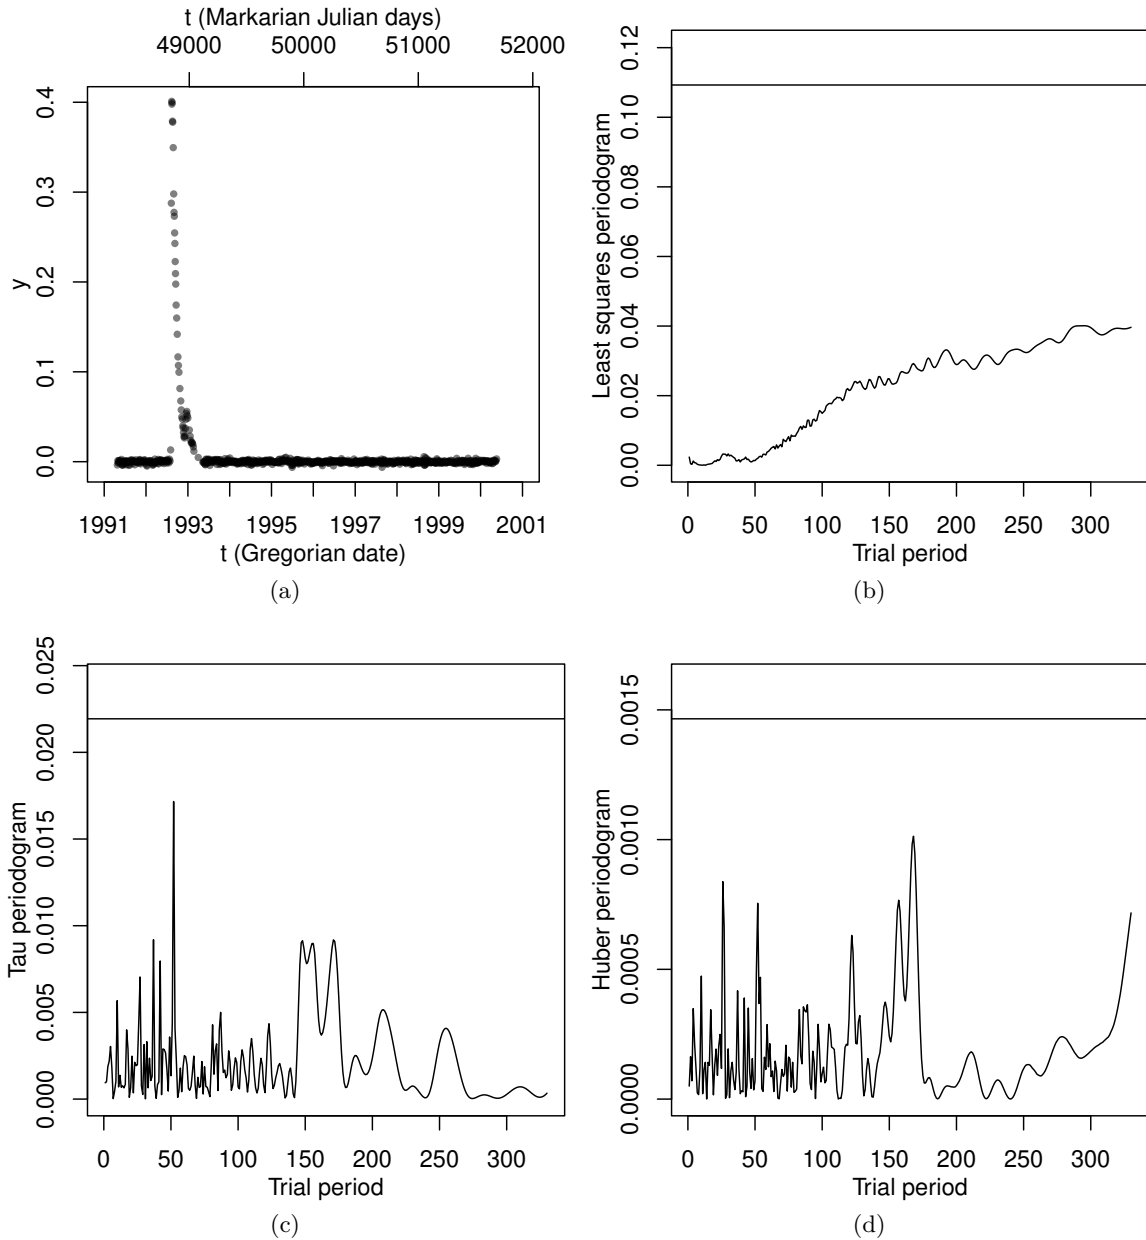 t (Markarian Julian days)
49000 50000 51000 52000
0.4
0.3
0.2
0.1
0.0
y
1991 1993 1995 1997 1999 2001
t (Gregorian date)
(a)
0.12
0.10
0.08
0.06
0.04
0.02
0.00
Least squares periodogram
0 50 100 150 200 250 300
Trial period
(b)
0.025
0.020
0.015
0.010
0.005
0.000
Tau periodogram
0 50 100 150 200 250 300
Trial period
(c)
0.0015
0.0010
0.0005
0.0000
Huber periodogram
0 50 100 150 200 250 300
Trial period
(d)